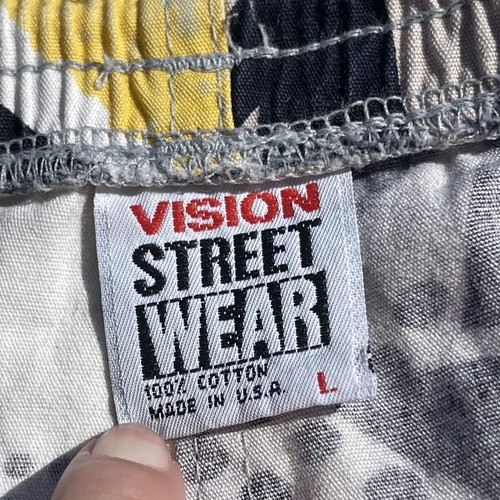 VISION
STREET
WEAR
100% COTTON
MADE IN U.S.A. L